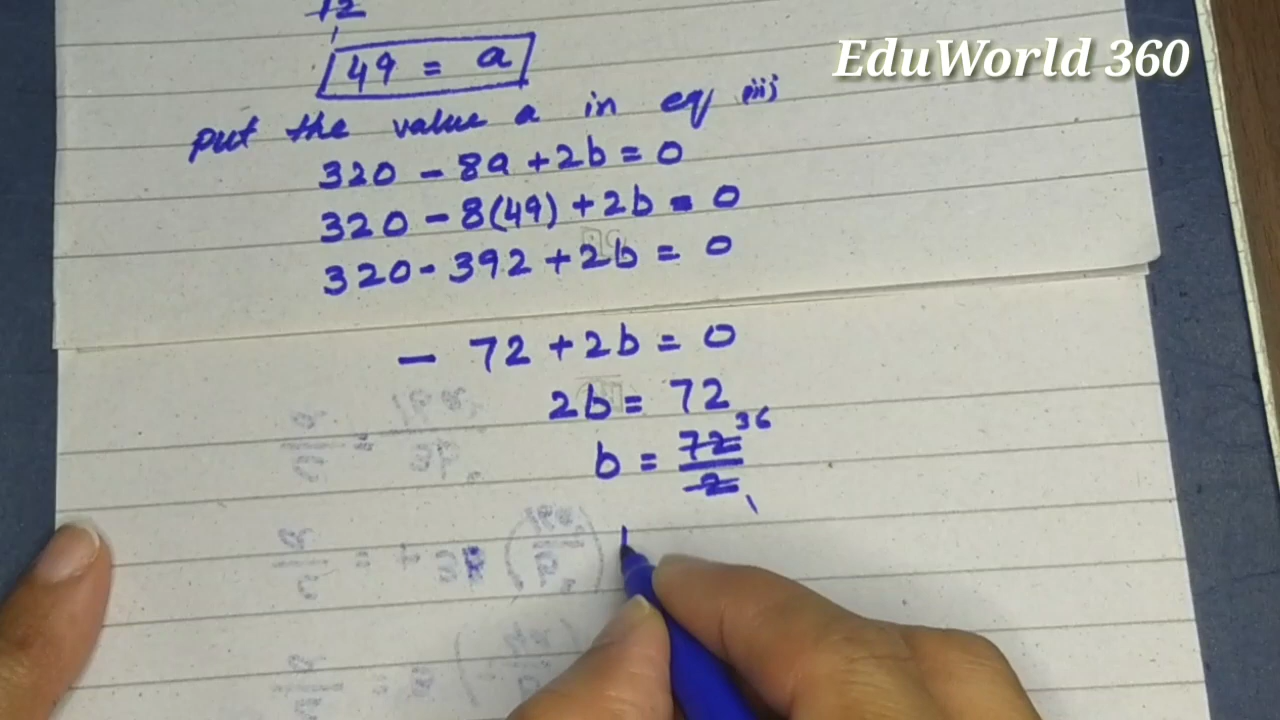 12
EduWorld 360
49 = a
put the value a in eq iii
320 - 8a + 2b = 0
320 - 8(49) + 2b = 0
320 - 392 + 2b = 0
- 72 + 2b = 0
2b = 72
b = 72/2 36 1